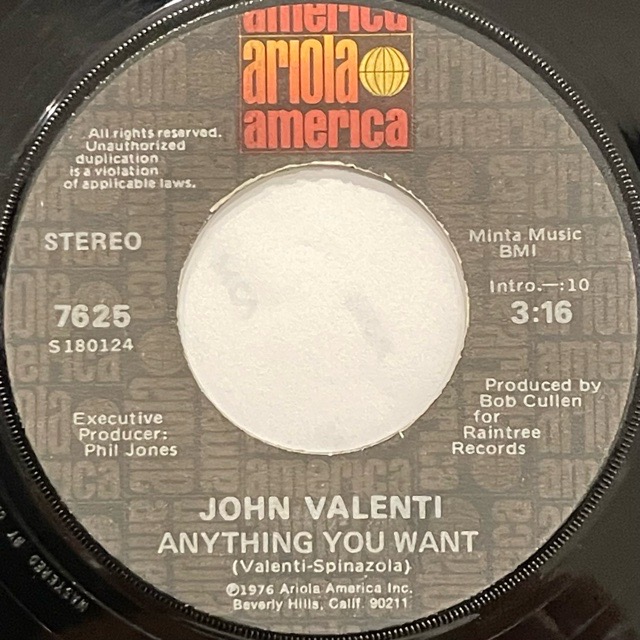 america
ariola
america
All rights reserved.
Unauthorized
duplication
is a violation
of applicable laws.
STEREO
7625
S180124
Minta Music
BMI
Intro.—:10
3:16
Executive
Producer:
Phil Jones
Produced by
Bob Cullen
for
Raintree
Records
JOHN VALENTI
ANYTHING YOU WANT
(Valenti-Spinazola)
℗1976 Ariola America Inc.
Beverly Hills, Calif. 90211
MASTERED BY